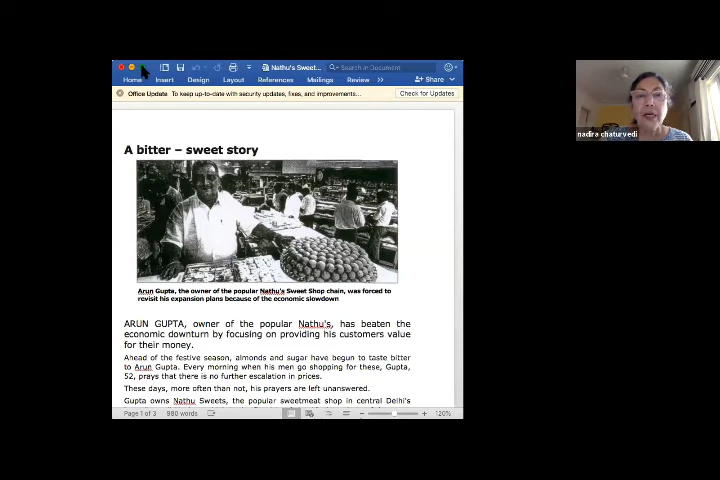 Nathu's Sweet...
Search in Document
Home Insert Design Layout References Mailings Review >> Share
Office Update To keep up-to-date with security updates, fixes, and improvements... Check for Updates
nadira chaturvedi
A bitter – sweet story
Arun Gupta, the owner of the popular Nathu's Sweet Shop chain, was forced to
revisit his expansion plans because of the economic slowdown
ARUN GUPTA, owner of the popular Nathu's, has beaten the
economic downturn by focusing on providing his customers value
for their money.
Ahead of the festive season, almonds and sugar have begun to taste bitter
to Arun Gupta. Every morning when his men go shopping for these, Gupta,
52, prays that there is no further escalation in prices.
These days, more often than not, his prayers are left unanswered.
Gupta owns Nathu Sweets, the popular sweetmeat shop in central Delhi's
Page 1 of 3 980 words 120%